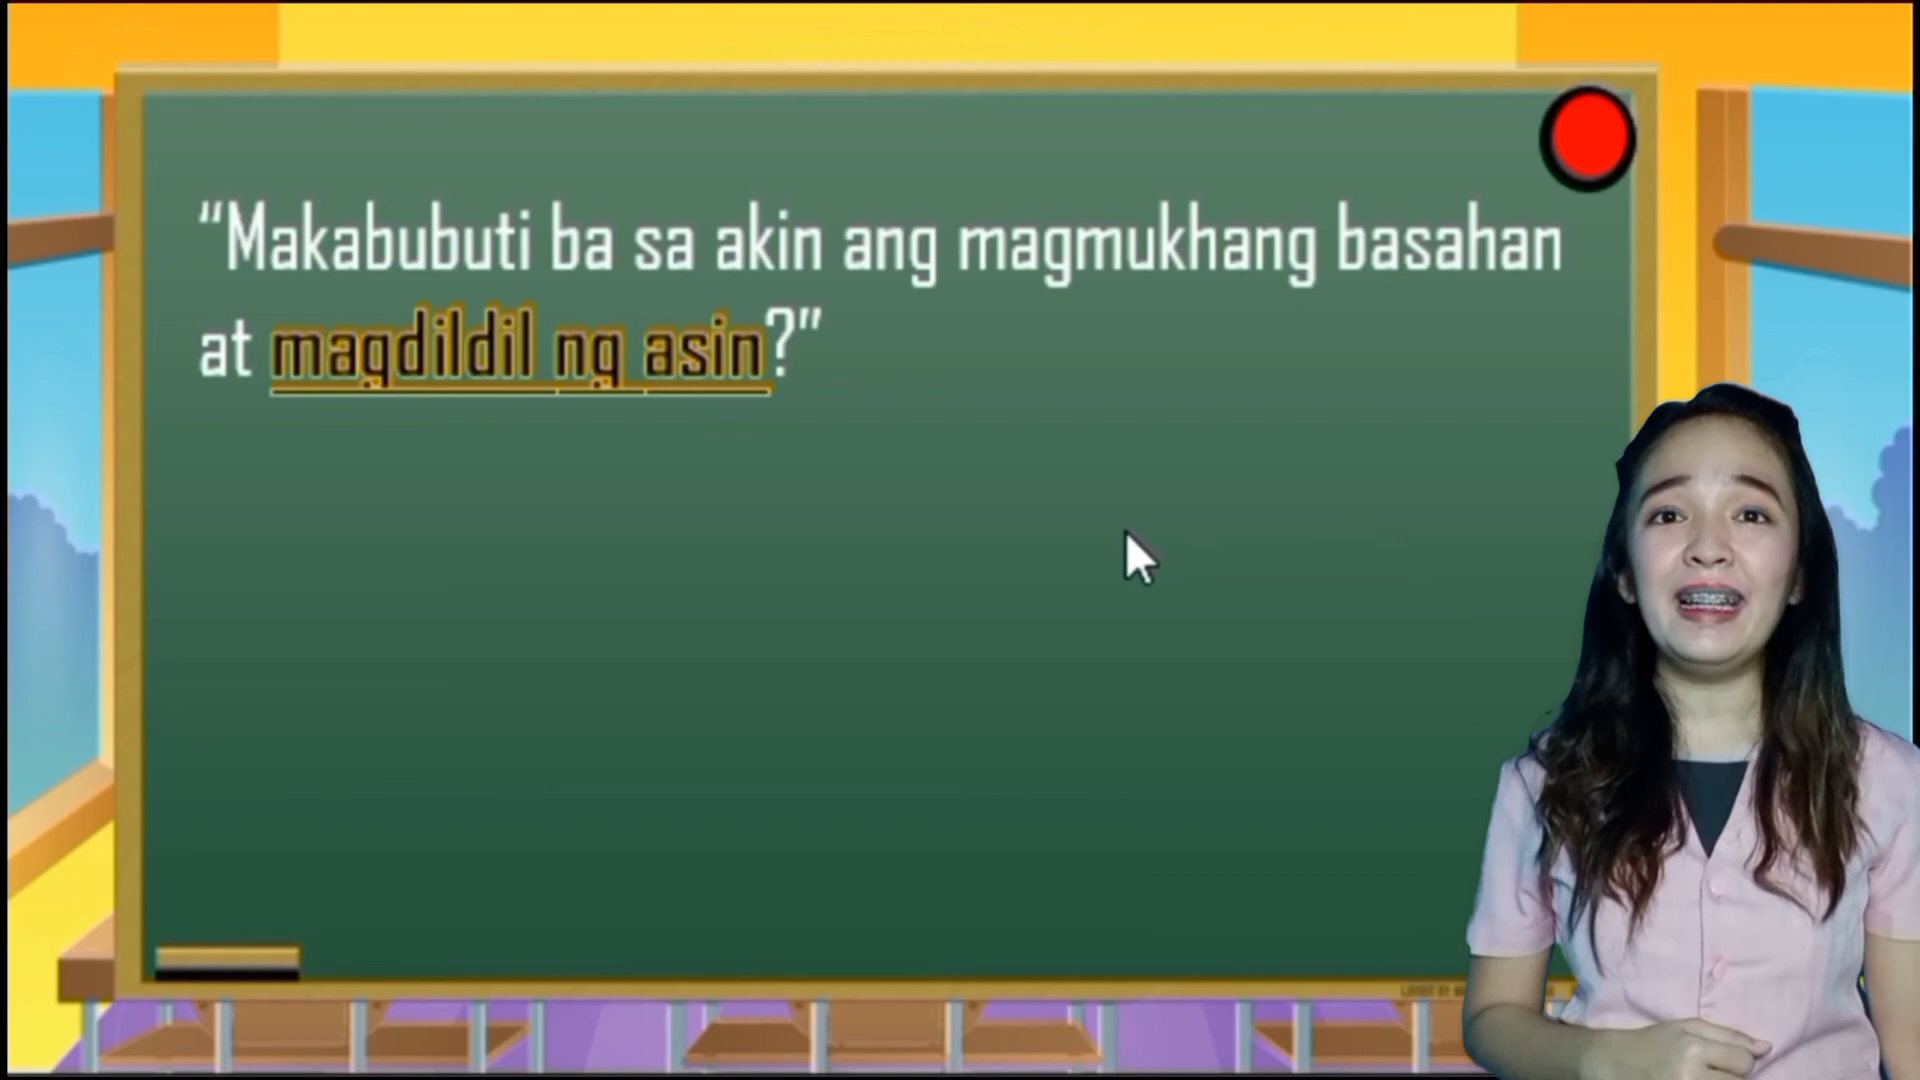 “Makabubuti ba sa akin ang magmukhang basahan
at magdildil ng asin?”